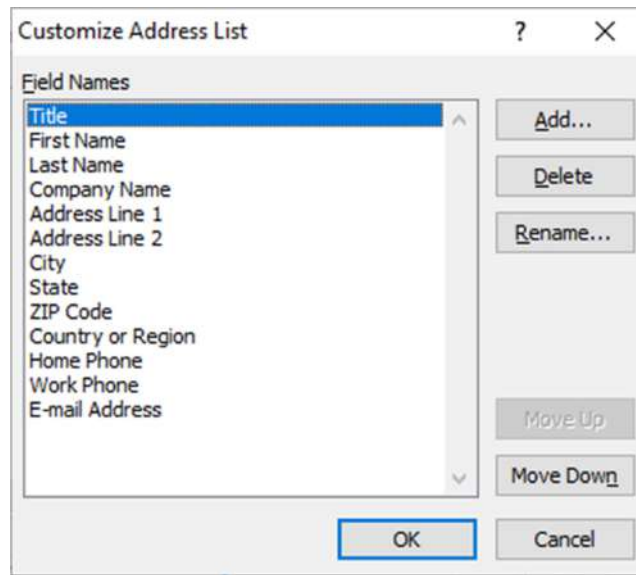 Customize Address List ? X
Field Names
Title
First Name
Last Name
Company Name
Address Line 1
Address Line 2
City
State
ZIP Code
Country or Region
Home Phone
Work Phone
E-mail Address
Add...
Delete
Rename...
Move Up
Move Down
OK
Cancel